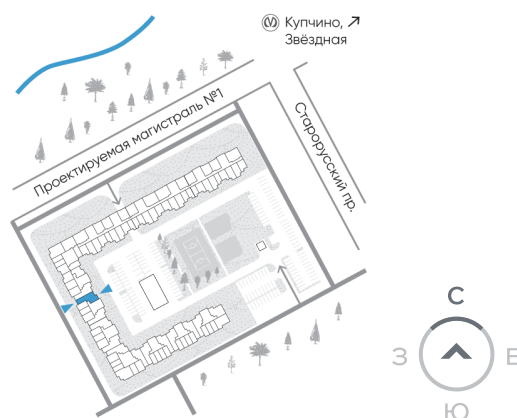 Купчино, ↗
Звёздная
Проектируемая магистраль №1
Старорусский пр.
С
З
В
Ю